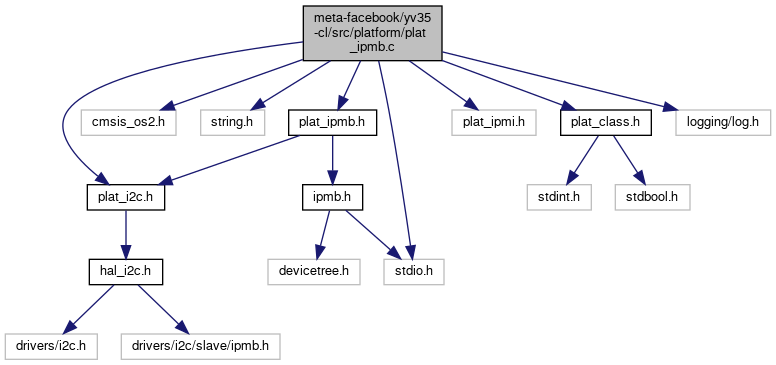 meta-facebook/yv35
-cl/src/platform/plat
_ipmb.c
cmsis_os2.h
string.h
plat_ipmb.h
plat_ipmi.h
plat_class.h
logging/log.h
plat_i2c.h
ipmb.h
stdint.h
stdbool.h
hal_i2c.h
devicetree.h
stdio.h
drivers/i2c.h
drivers/i2c/slave/ipmb.h